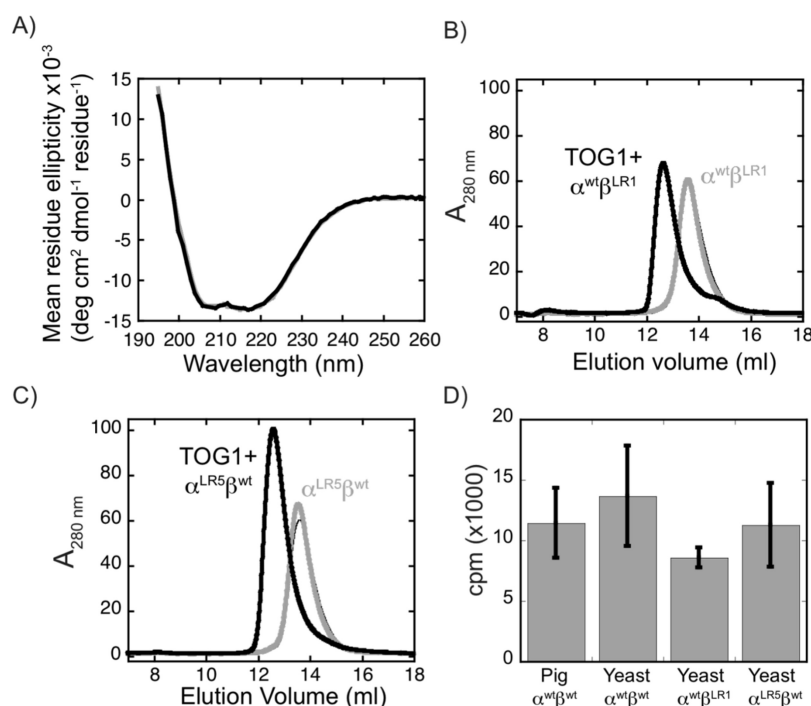 A)
Mean residue ellipticity x10⁻³
(deg cm² dmol⁻¹ residue⁻¹)
15
10
5
0
-5
-10
-15
190 200 210 220 230 240 250 260
Wavelength (nm)
B)
A280 nm
100
80
60
40
20
0
TOG1+
αʷᵗβᴸᴿ¹
αʷᵗβᴸᴿ¹
8 10 12 14 16 18
Elution volume (ml)
C)
A280 nm
100
80
60
40
20
0
TOG1+
αᴸᴿ⁵βʷᵗ
αᴸᴿ⁵βʷᵗ
8 10 12 14 16 18
Elution Volume (ml)
D)
cpm (x1000)
20
15
10
5
0
Pig Yeast Yeast Yeast
αʷᵗβʷᵗ αʷᵗβʷᵗ αʷᵗβᴸᴿ¹ αᴸᴿ⁵βʷᵗ